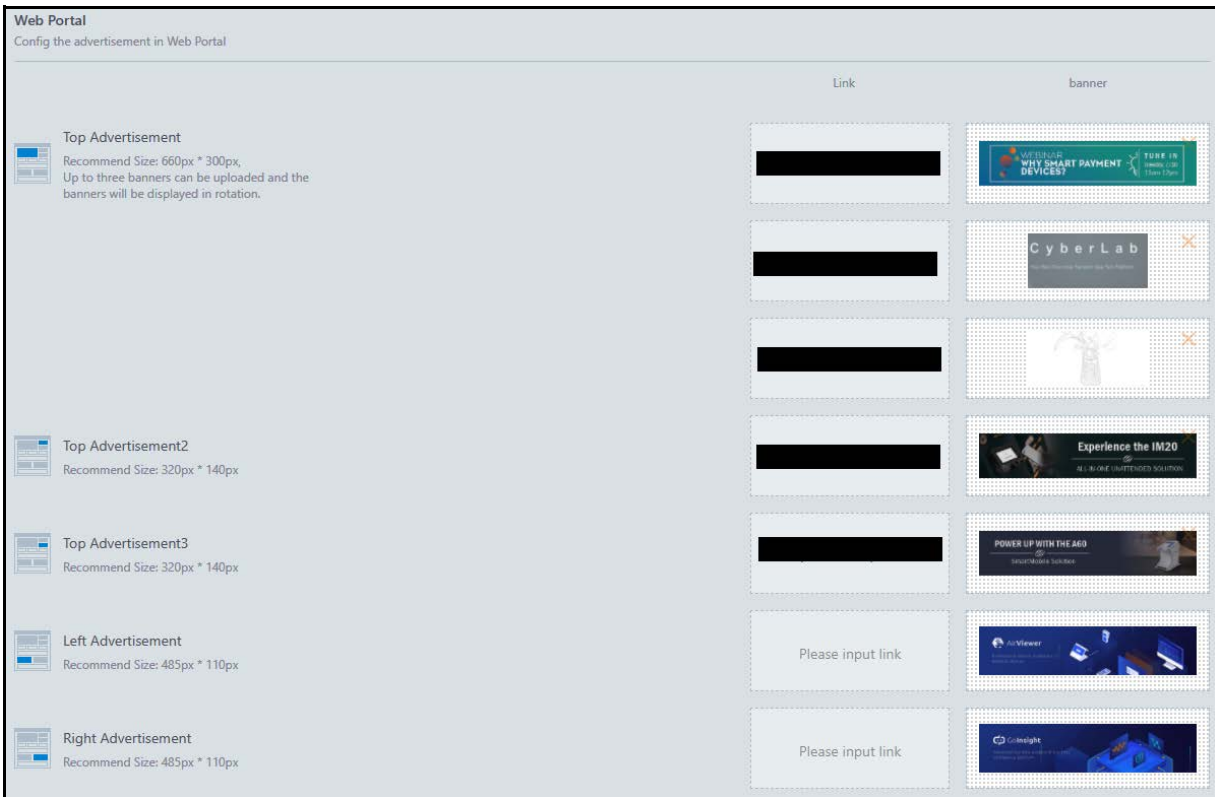 Web Portal
Config the advertisement in Web Portal
Link banner
Top Advertisement
Recommend Size: 660px * 300px,
Up to three banners can be uploaded and the
banners will be displayed in rotation.
WEBINAR
WHY SMART PAYMENT
DEVICES?
TUNE IN
11am-12pm
CyberLab
Top Advertisement2
Recommend Size: 320px * 140px
Experience the IM20
ALL-IN-ONE UNATTENDED SOLUTION
Top Advertisement3
Recommend Size: 320px * 140px
POWER UP WITH THE A60
SmartMobile Solution
Left Advertisement
Recommend Size: 485px * 110px
Please input link
AirViewer
Right Advertisement
Recommend Size: 485px * 110px
Please input link
GoInsight